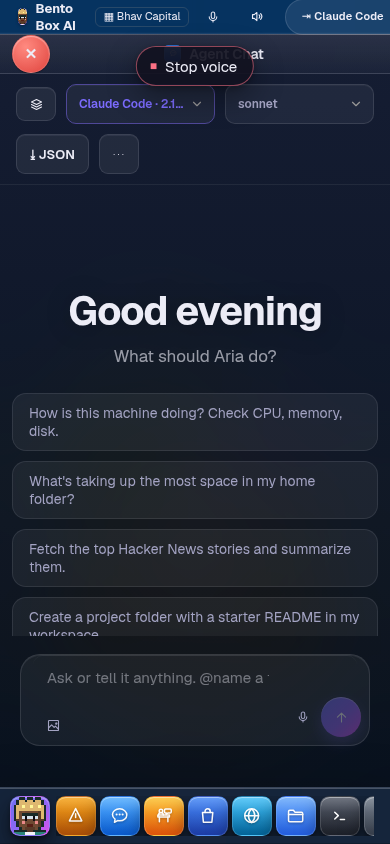 Bento
Box AI
Bhav Capital
Claude Code
Agent Chat
Stop voice
Claude Code · 2.1...
sonnet
JSON
...
Good evening
What should Aria do?
How is this machine doing? Check CPU, memory,
disk.
What's taking up the most space in my home
folder?
Fetch the top Hacker News stories and summarize
them.
Create a project folder with a starter README in my
workspace.
Ask or tell it anything. @name a